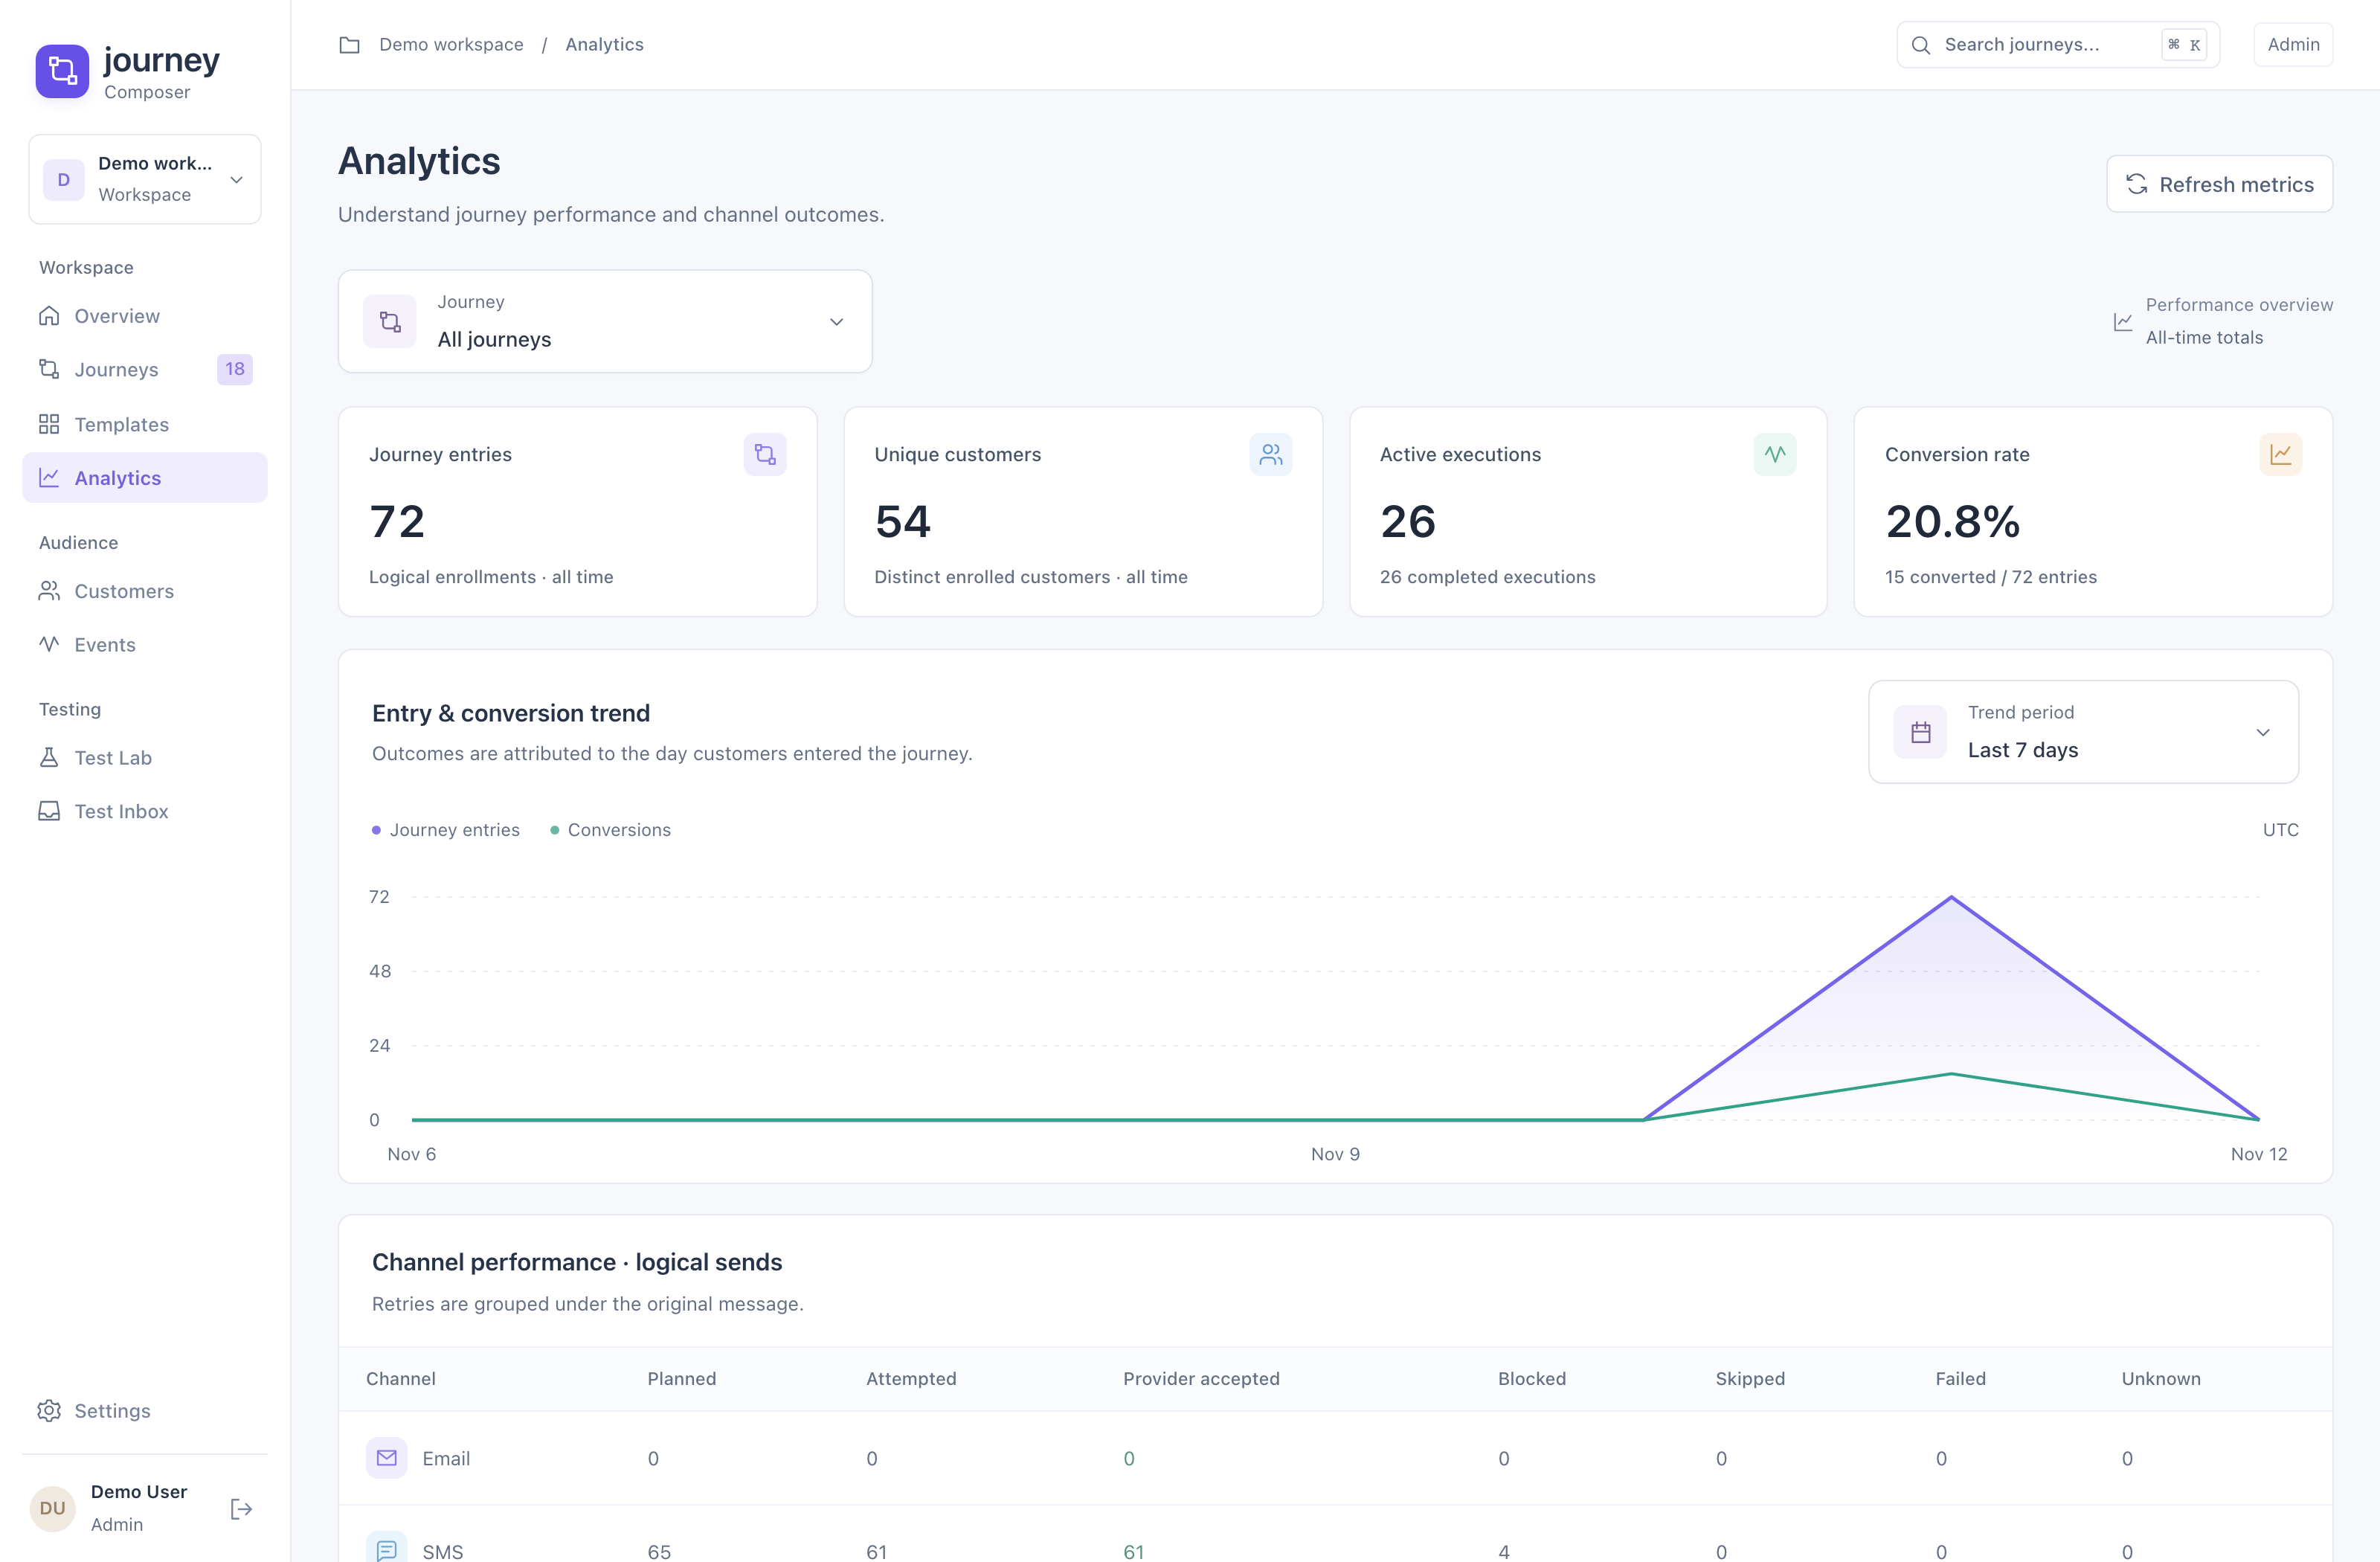 journey
Composer
D
Demo work...
Workspace
Workspace
Overview
Journeys 18
Templates
Analytics
Audience
Customers
Events
Testing
Test Lab
Test Inbox
Settings
DU
Demo User
Admin
Demo workspace / Analytics
Search journeys... ⌘ K
Admin
Analytics
Understand journey performance and channel outcomes.
Refresh metrics
Journey
All journeys
Performance overview
All-time totals
Journey entries
72
Logical enrollments · all time
Unique customers
54
Distinct enrolled customers · all time
Active executions
26
26 completed executions
Conversion rate
20.8%
15 converted / 72 entries
Entry & conversion trend
Outcomes are attributed to the day customers entered the journey.
Trend period
Last 7 days
Journey entries Conversions UTC
72
48
24
0
Nov 6 Nov 9 Nov 12
Channel performance · logical sends
Retries are grouped under the original message.
Channel Planned Attempted Provider accepted Blocked Skipped Failed Unknown
Email 0 0 0 0 0 0 0
SMS 65 61 61 4 0 0 0